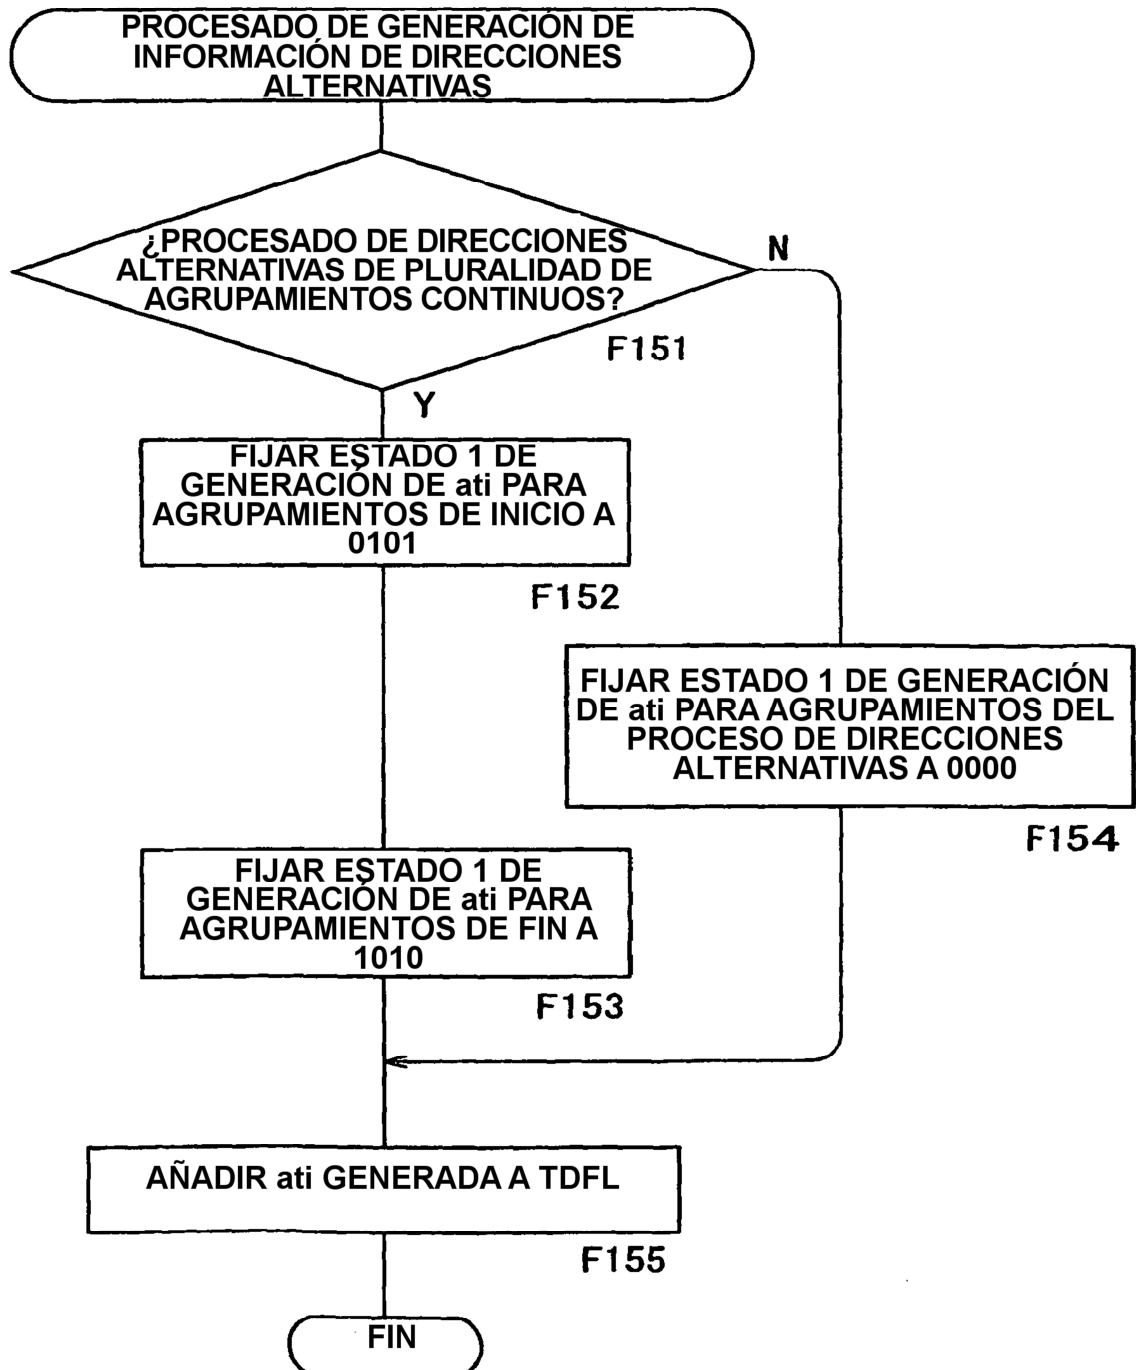 PROCESADO DE GENERACIÓN DE
INFORMACIÓN DE DIRECCIONES
ALTERNATIVAS
¿PROCESADO DE DIRECCIONES
ALTERNATIVAS DE PLURALIDAD DE
AGRUPAMIENTOS CONTINUOS?
N
F151
Y
FIJAR ESTADO 1 DE
GENERACIÓN DE ati PARA
AGRUPAMIENTOS DE INICIO A
0101
F152
FIJAR ESTADO 1 DE GENERACIÓN
DE ati PARA AGRUPAMIENTOS DEL
PROCESO DE DIRECCIONES
ALTERNATIVAS A 0000
F154
FIJAR ESTADO 1 DE
GENERACIÓN DE ati PARA
AGRUPAMIENTOS DE FIN A
1010
F153
AÑADIR ati GENERADA A TDFL
F155
FIN